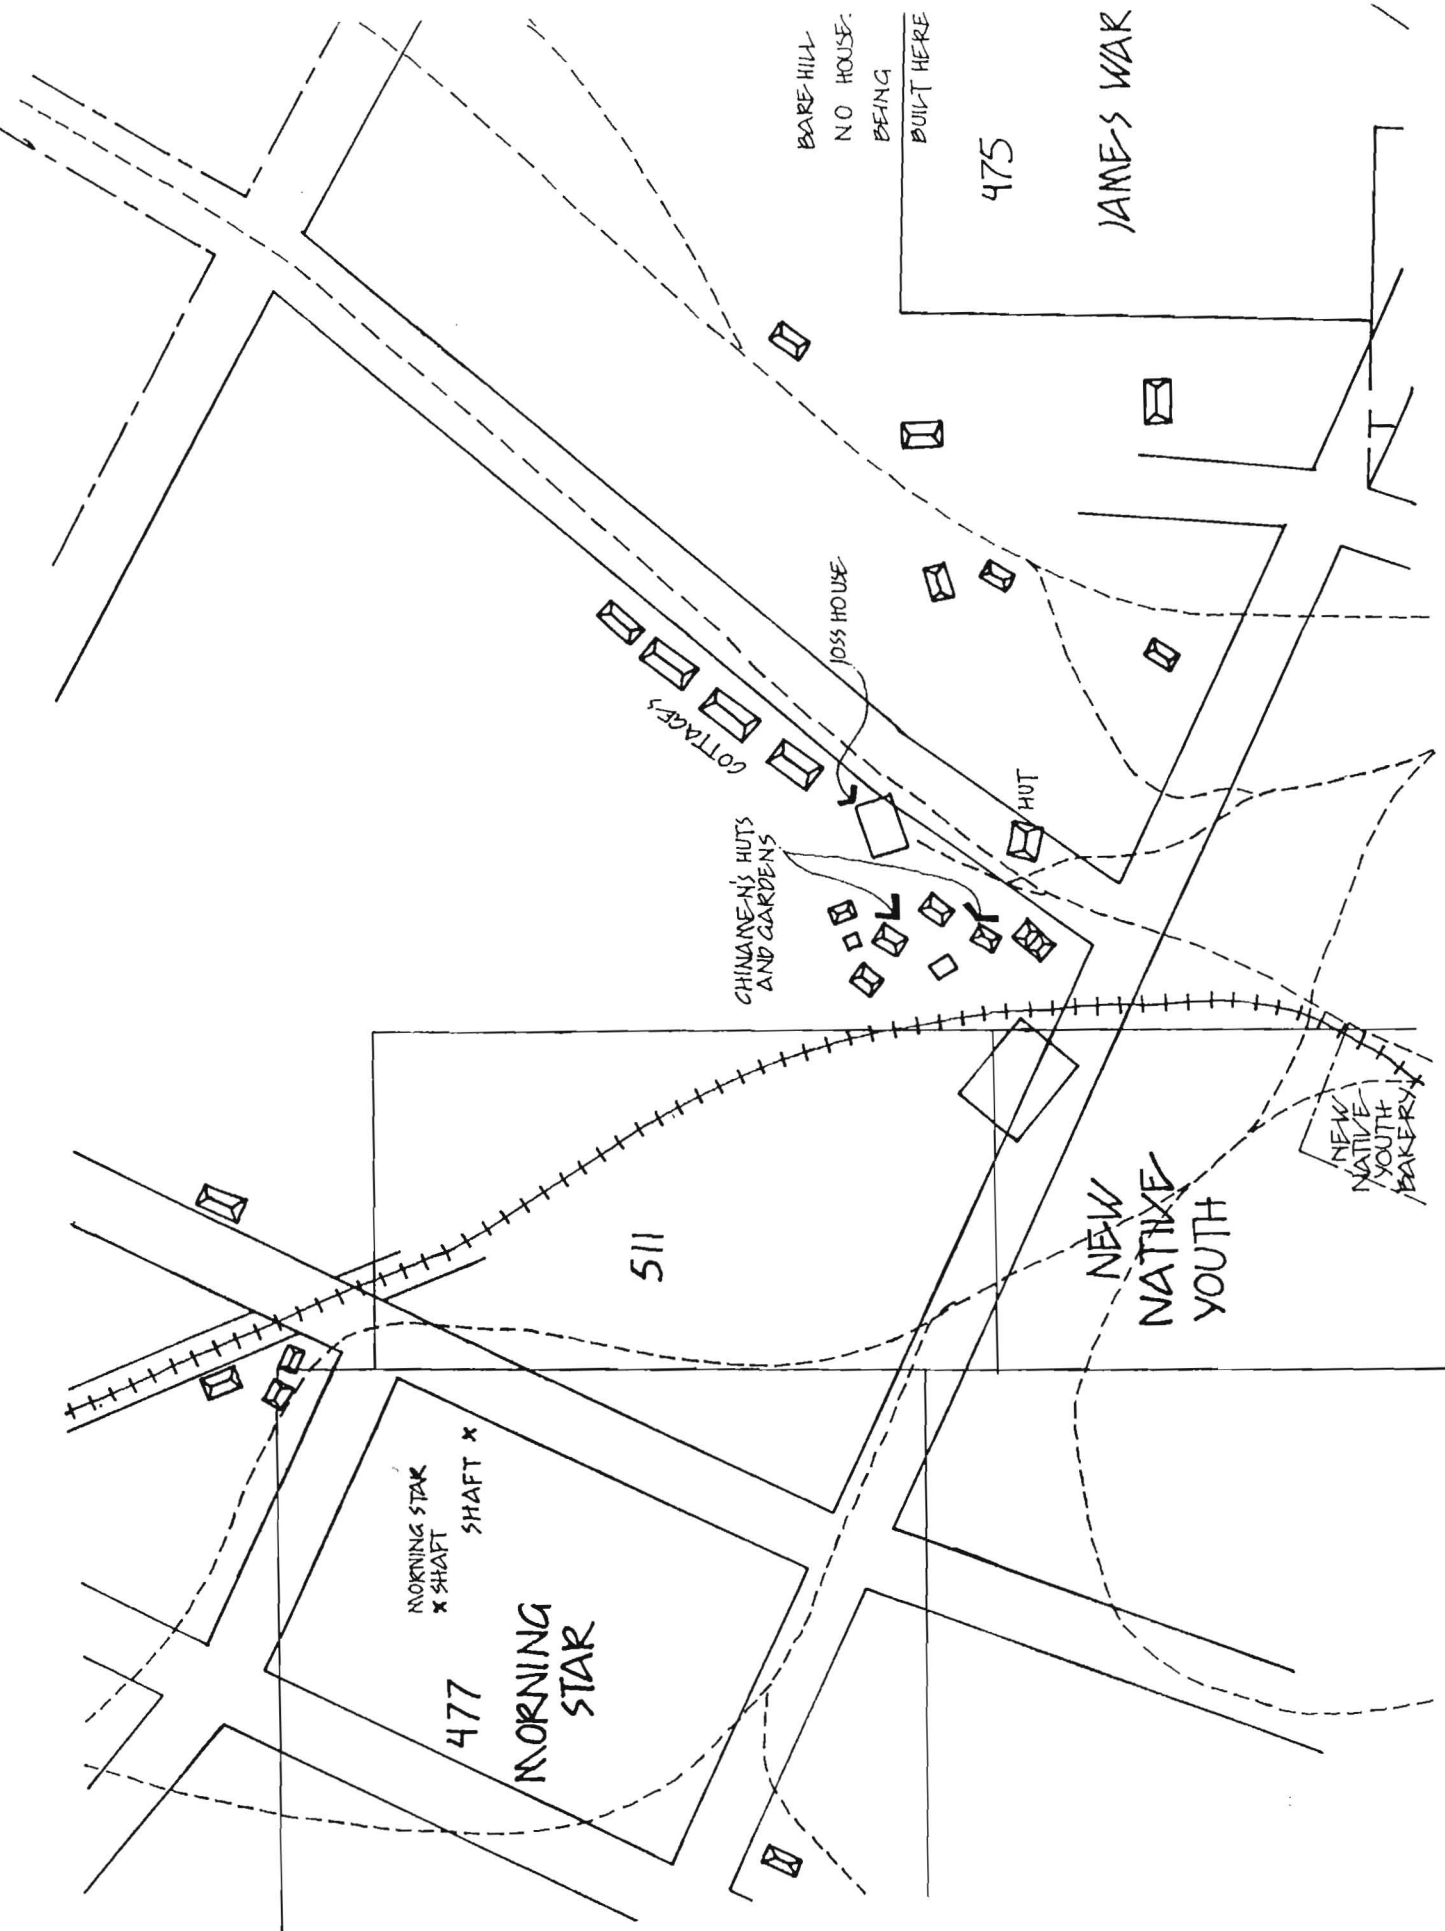 BARE HILL
NO HOUSE:
BEING
BUILT HERE
475
JAMES WAR
JOSS HOUSE
COTTAGES
HUT
CHINAMEN'S HUTS
AND GARDENS
511
NEW
NATIVE
YOUTH
NEW
NATIVE
YOUTH
BAKERY
MORNING STAR
x SHAFT
SHAFT x
477
MORNING
STAR